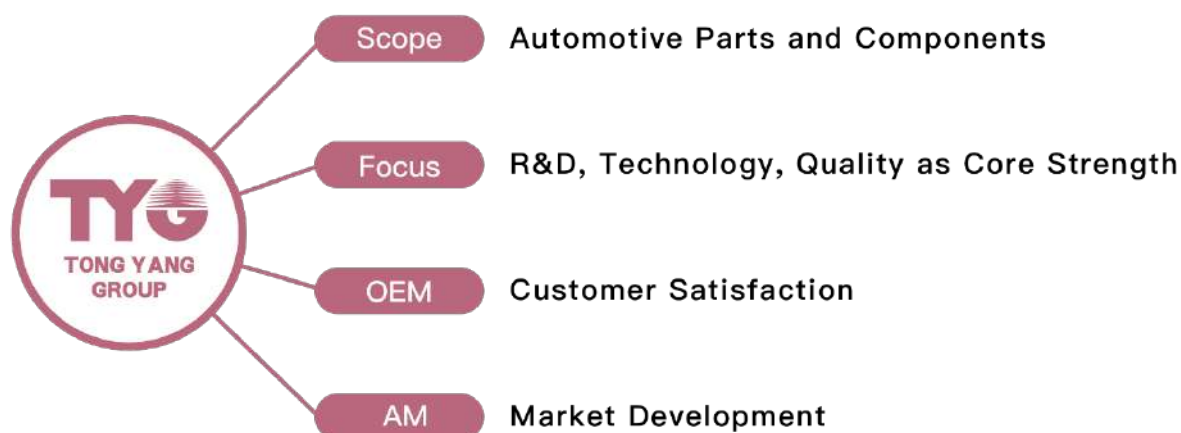 Scope
Automotive Parts and Components
Focus
R&D, Technology, Quality as Core Strength
TYG
TONG YANG
GROUP
OEM
Customer Satisfaction
AM
Market Development